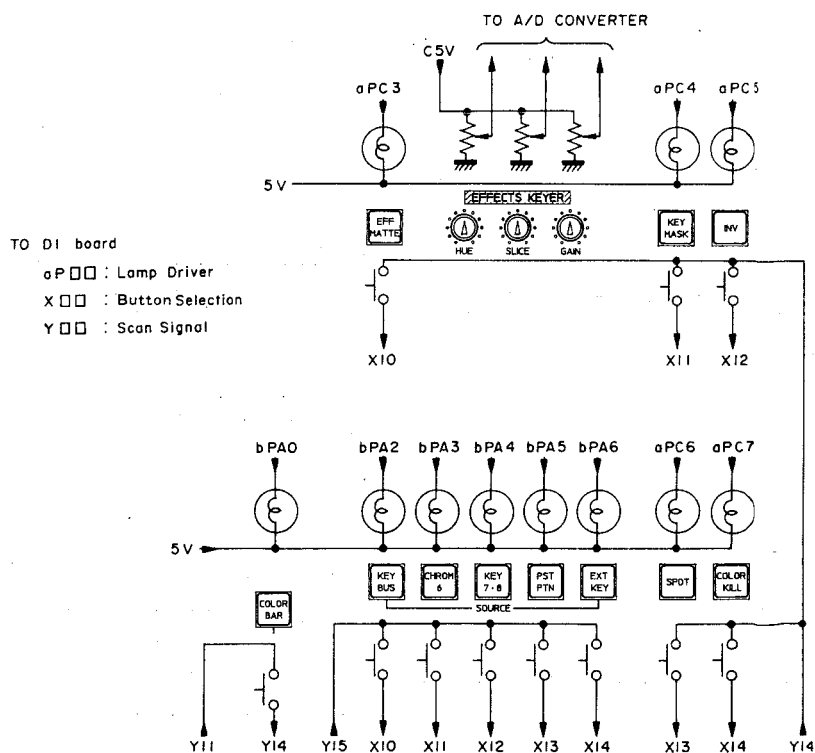 TO A/D CONVERTER
C5V
aPC3
aPC4
aPC5
5V
EFFECTS KEYER
EFF MATTE
HUE
SLICE
GAIN
KEY MASK
INV
TO DI board
aP□□ : Lamp Driver
X□□ : Button Selection
Y□□ : Scan Signal
X10
X11
X12
bPA0
bPA2
bPA3
bPA4
bPA5
bPA6
aPC6
aPC7
5V
COLOR BAR
KEY BUS
CHROM 6
KEY 7·8
PST PTN
EXT KEY
SPOT
COLOR KILL
SOURCE
Y11
Y14
Y15
X10
X11
X12
X13
X14
X13
X14
Y14